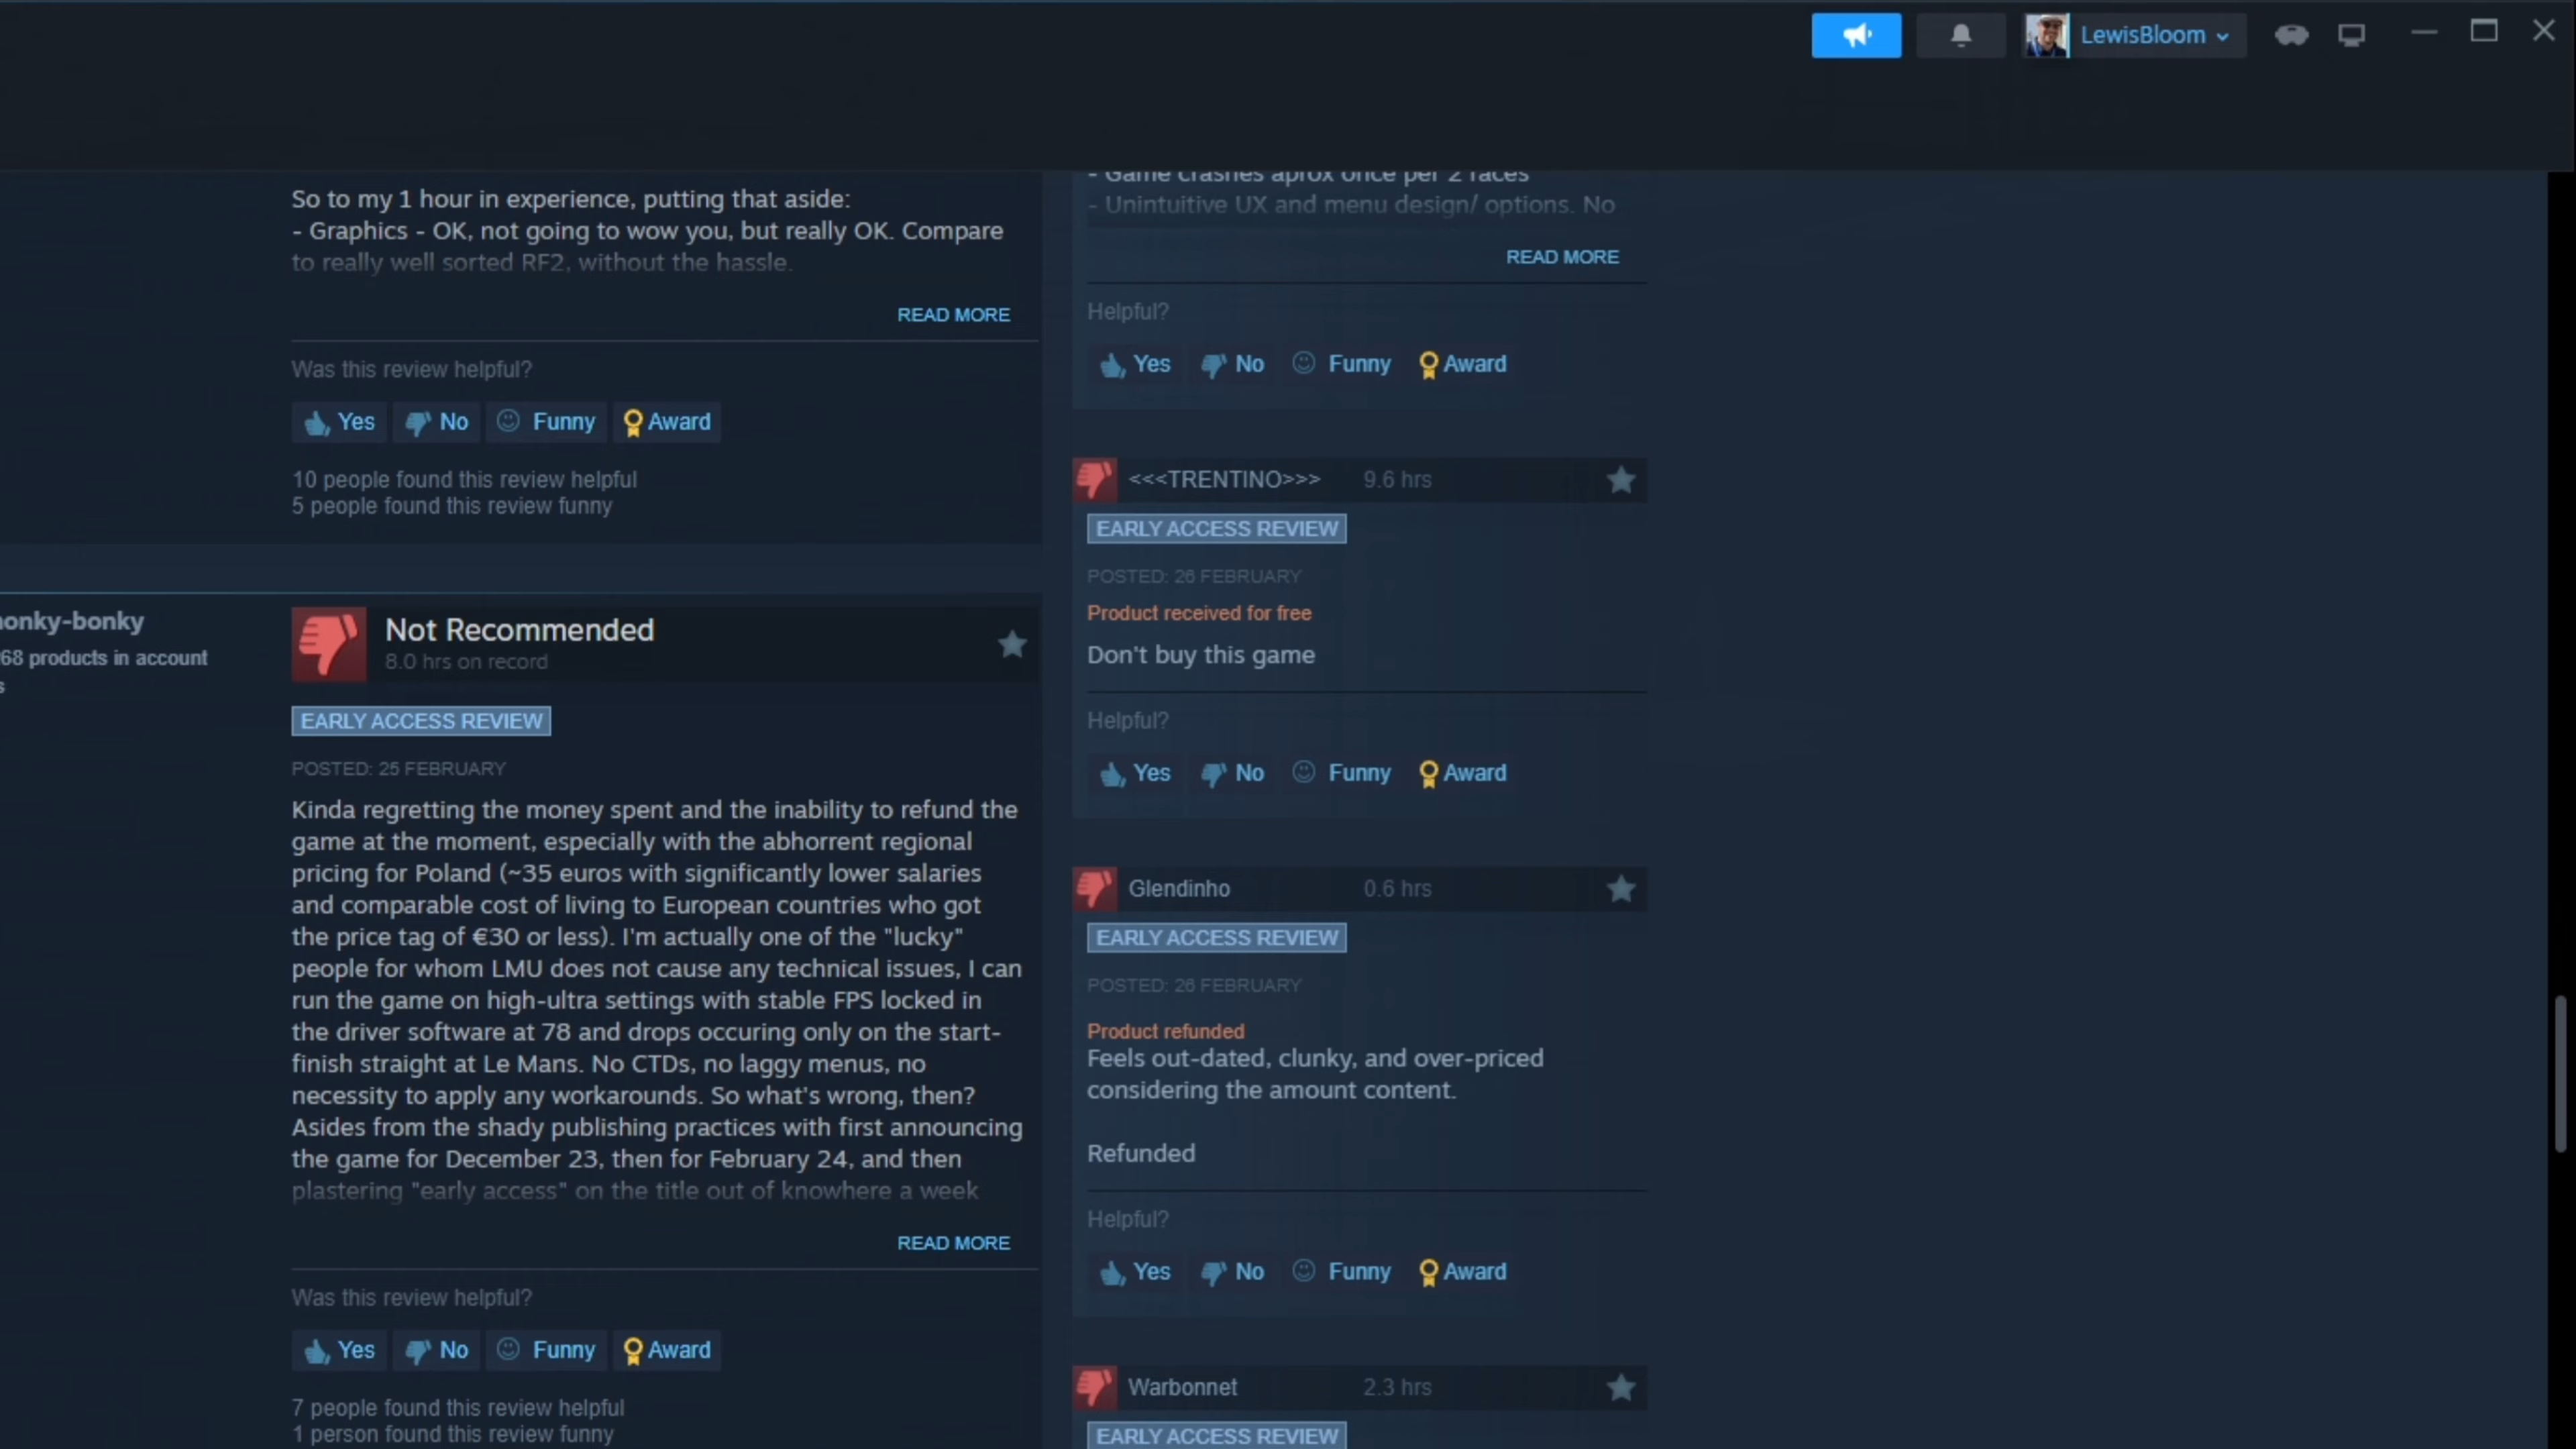 LewisBloom
So to my 1 hour in experience, putting that aside:
- Graphics - OK, not going to wow you, but really OK. Compare
to really well sorted RF2, without the hassle.
READ MORE
Was this review helpful?
Yes No Funny Award
10 people found this review helpful
5 people found this review funny
onky-bonky
68 products in account
s
Not Recommended
8.0 hrs on record
EARLY ACCESS REVIEW
POSTED: 25 FEBRUARY
Kinda regretting the money spent and the inability to refund the
game at the moment, especially with the abhorrent regional
pricing for Poland (~35 euros with significantly lower salaries
and comparable cost of living to European countries who got
the price tag of €30 or less). I'm actually one of the "lucky"
people for whom LMU does not cause any technical issues, I can
run the game on high-ultra settings with stable FPS locked in
the driver software at 78 and drops occuring only on the start-
finish straight at Le Mans. No CTDs, no laggy menus, no
necessity to apply any workarounds. So what's wrong, then?
Asides from the shady publishing practices with first announcing
the game for December 23, then for February 24, and then
plastering "early access" on the title out of knowhere a week
READ MORE
Was this review helpful?
Yes No Funny Award
7 people found this review helpful
1 person found this review funny
- Game crashes aprox once per 2 races
- Unintuitive UX and menu design/ options. No
READ MORE
Helpful?
Yes No Funny Award
<<<TRENTINO>>> 9.6 hrs
EARLY ACCESS REVIEW
POSTED: 26 FEBRUARY
Product received for free
Don't buy this game
Helpful?
Yes No Funny Award
Glendinho 0.6 hrs
EARLY ACCESS REVIEW
POSTED: 26 FEBRUARY
Product refunded
Feels out-dated, clunky, and over-priced
considering the amount content.
Refunded
Helpful?
Yes No Funny Award
Warbonnet 2.3 hrs
EARLY ACCESS REVIEW